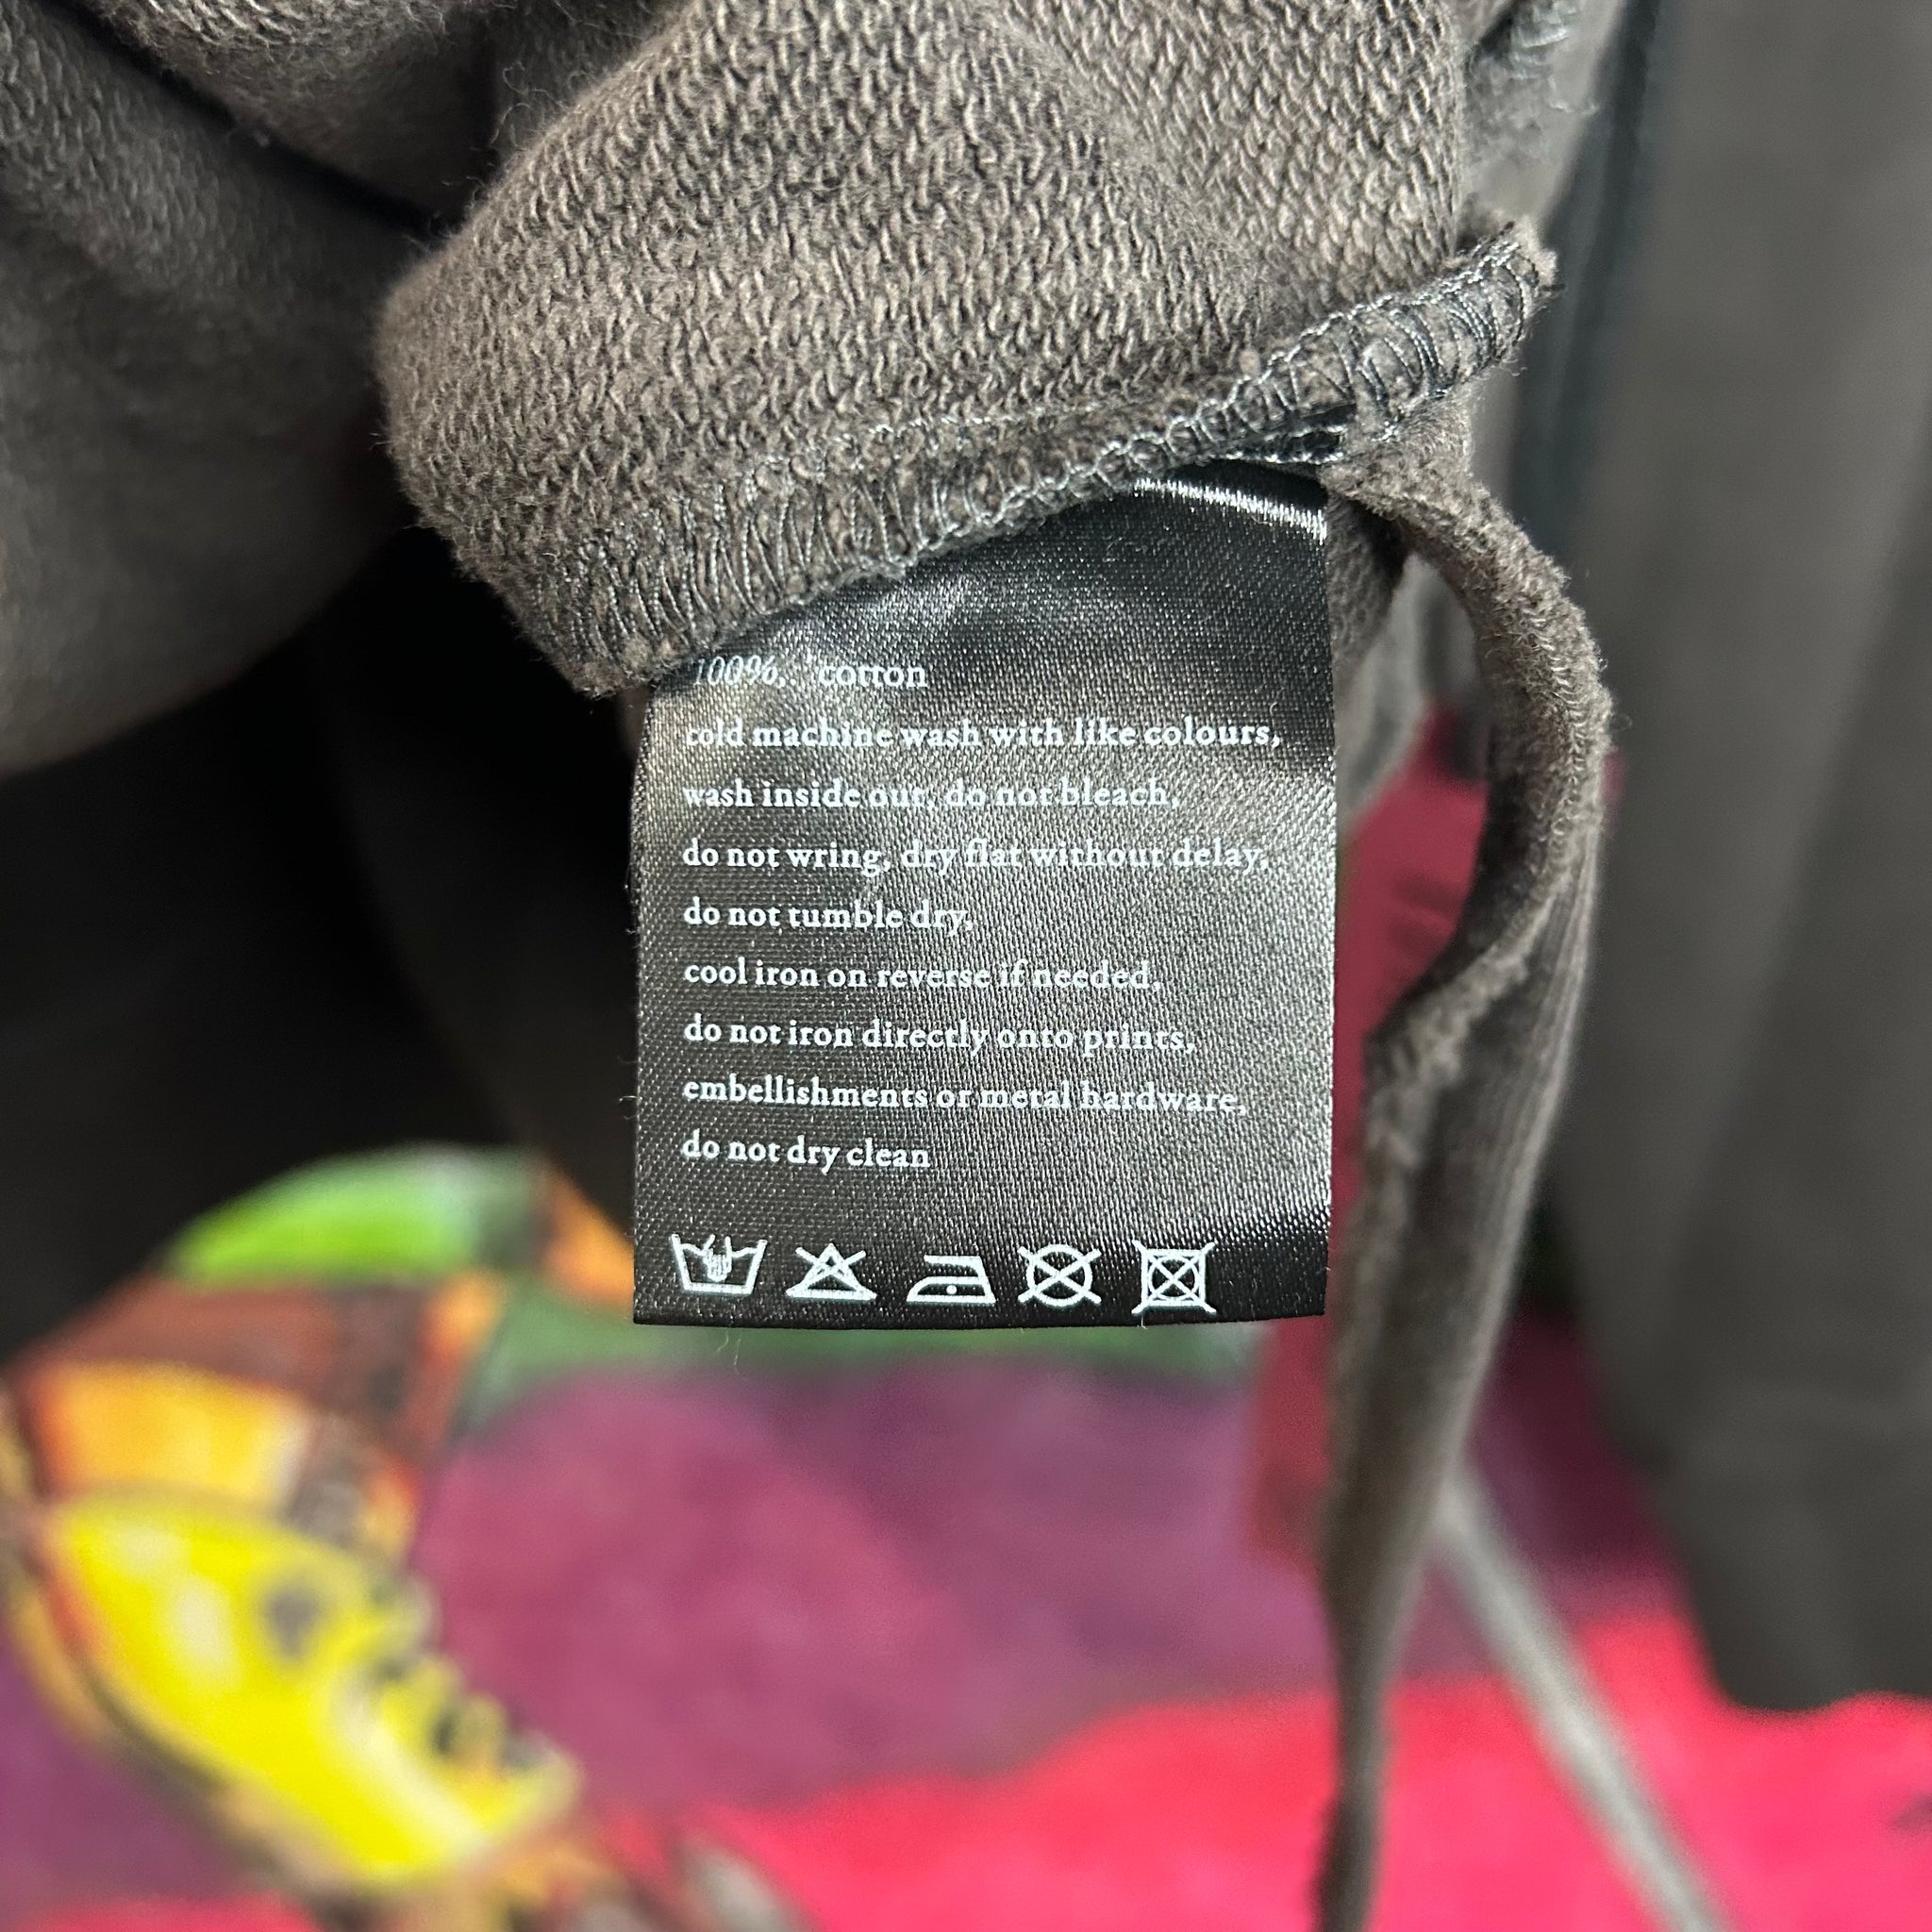 100% cotton
cold machine wash with like colours,
wash inside out, do not bleach,
do not wring, dry flat without delay,
do not tumble dry,
cool iron on reverse if needed,
do not iron directly onto prints,
embellishments or metal hardware,
do not dry clean